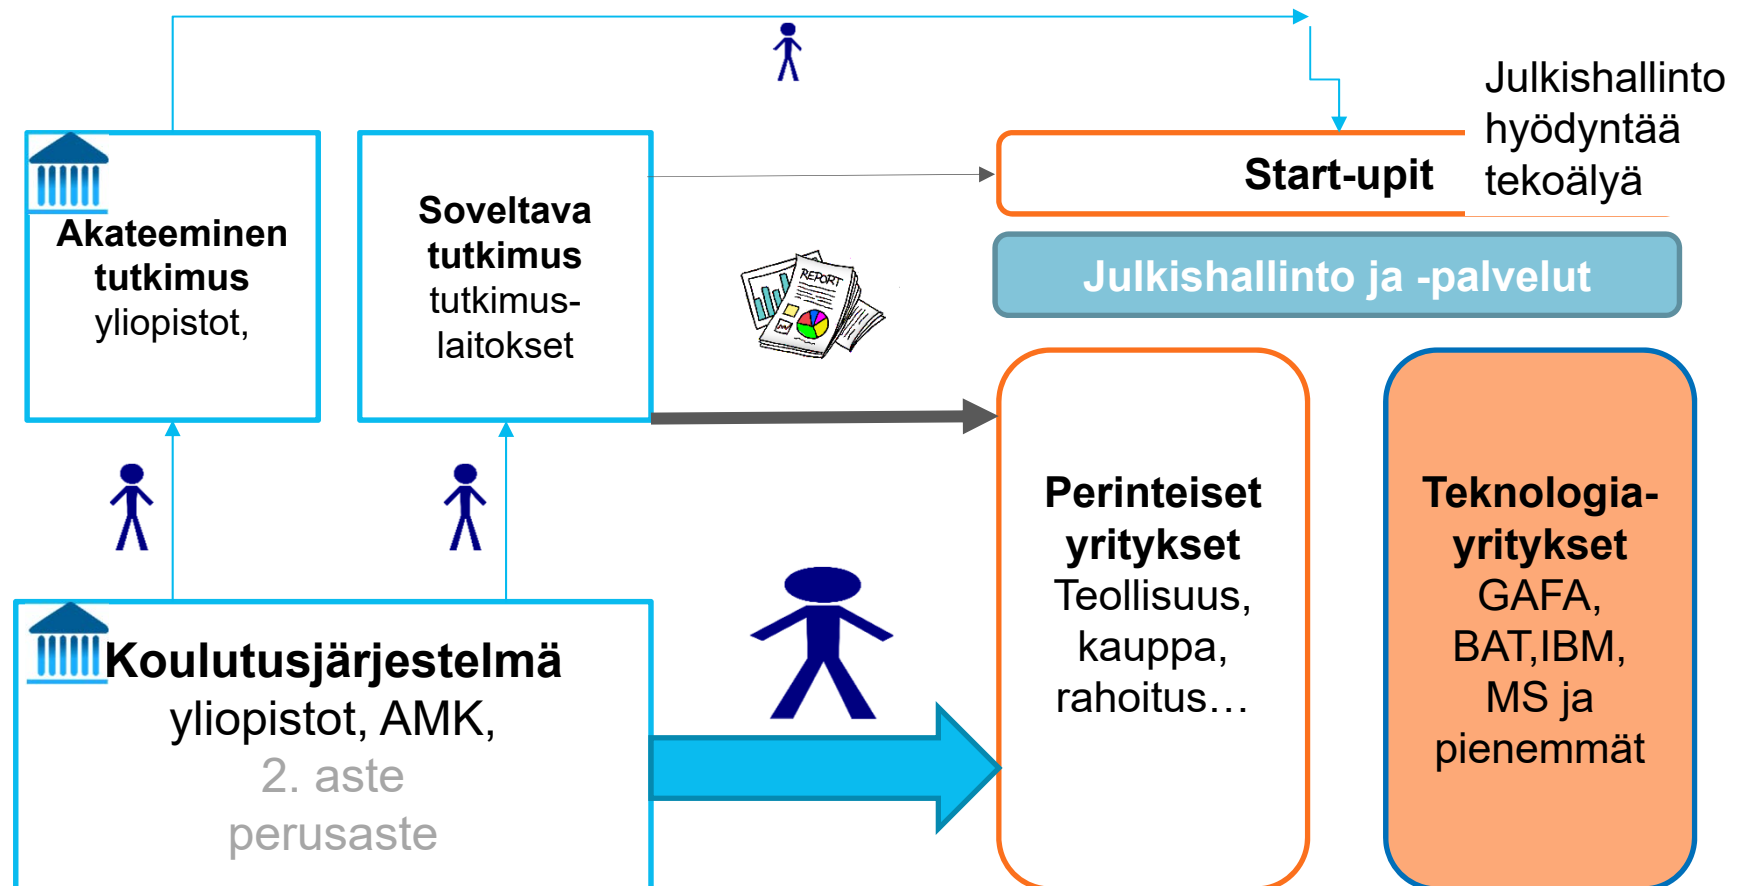 Julkishallinto
hyödyntää
tekoälyä
Akateeminen
tutkimus
yliopistot,
Soveltava
tutkimus
tutkimus-
laitokset
REPORT
Start-upit
Julkishallinto ja -palvelut
Perinteiset
yritykset
Teollisuus,
kauppa,
rahoitus…
Teknologia-
yritykset
GAFA,
BAT,IBM,
MS ja
pienemmät
Koulutusjärjestelmä
yliopistot, AMK,
2. aste
perusaste